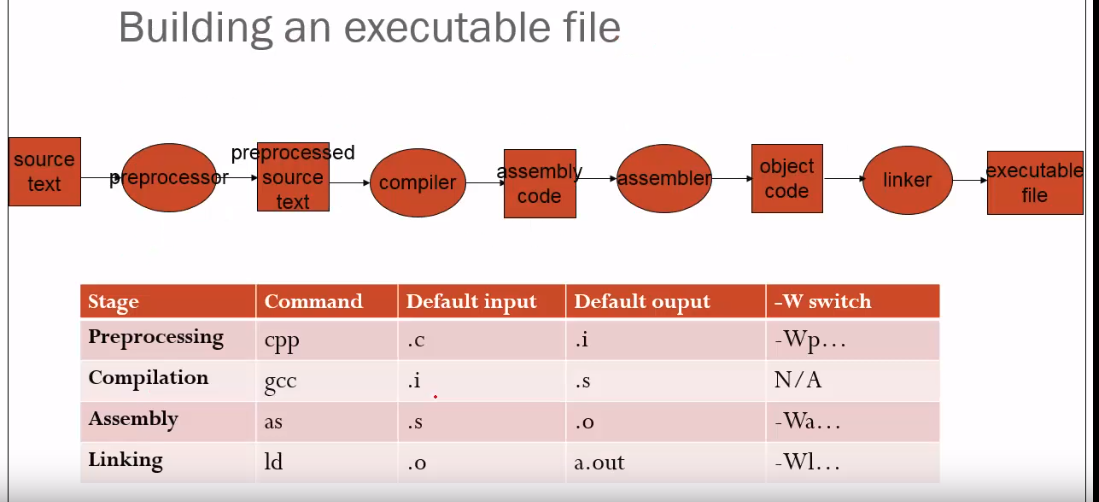 Building an executable file
source
text
preprocessor
preprocessed
source
text
compiler
assembly
code
assembler
object
code
linker
executable
file
Stage Command Default input Default ouput -W switch
Preprocessing cpp .c .i -Wp...
Compilation gcc .i .s N/A
Assembly as .s .o -Wa...
Linking ld .o a.out -Wl...